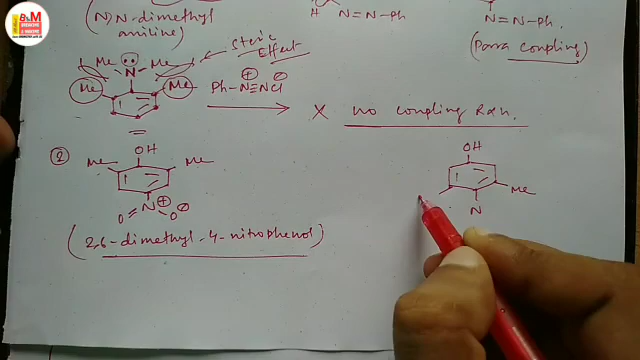 B&M
(N,N-dimethyl
aniline)
H
N=N-Ph
N=N-Ph.
(Para coupling)
Steric
Effect
Me
N
Me
Me
Me
Ph-N≡NCl
⊕ ⊖
X no coupling Rxn.
②
OH
Me
Me
N ⊕
O
O ⊖
(2,6-dimethyl-4-nitrophenol)
OH
Me
N